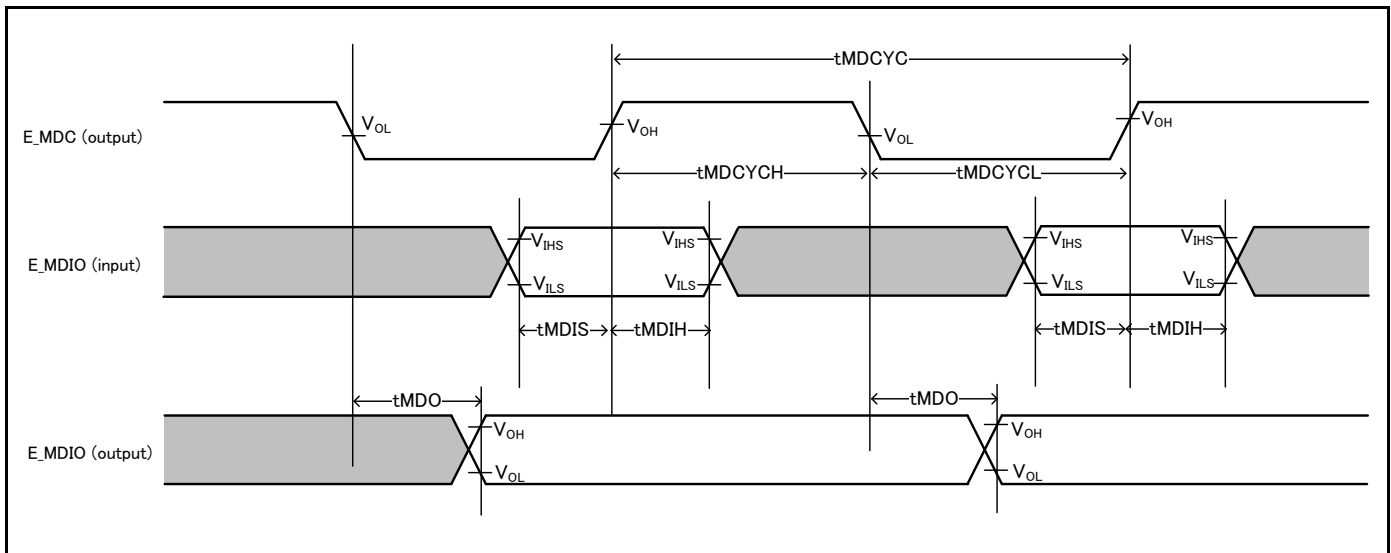 tMDCYC
E_MDC (output)
VOL
VOH
VOL
VOH
tMDCYCH
tMDCYCL
E_MDIO (input)
VIHS
VIHS
VIHS
VIHS
VILS
VILS
VILS
VILS
tMDIS
tMDIH
tMDIS
tMDIH
tMDO
tMDO
E_MDIO (output)
VOH
VOH
VOL
VOL